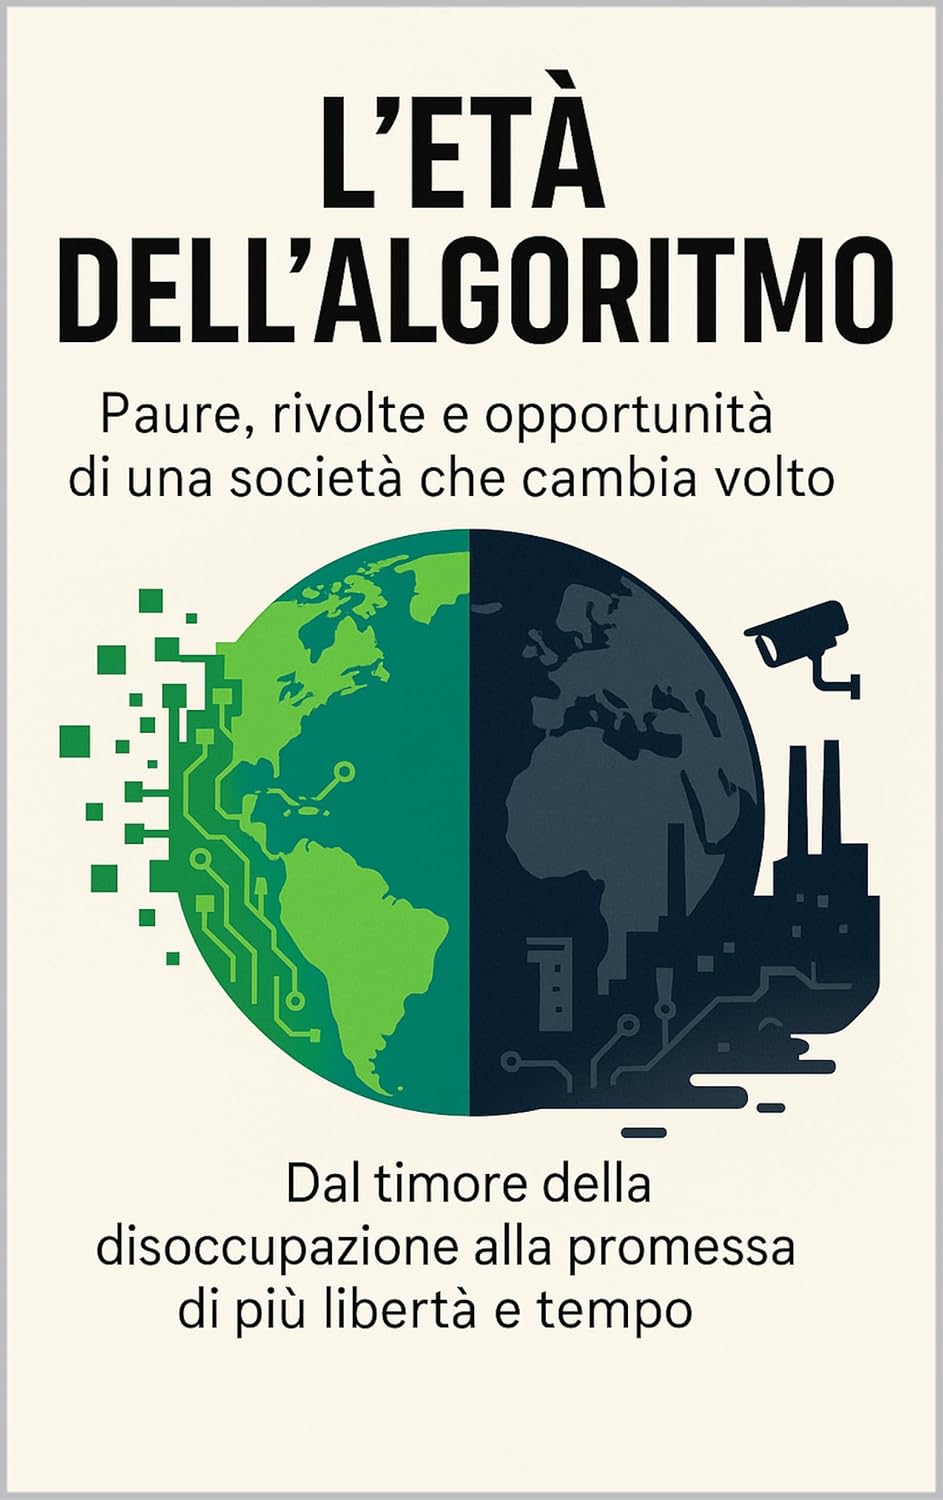 L'ETÀ
DELL'ALGORITMO
Paure, rivolte e opportunità
di una società che cambia volto
Dal timore della
disoccupazione alla promessa
di più libertà e tempo